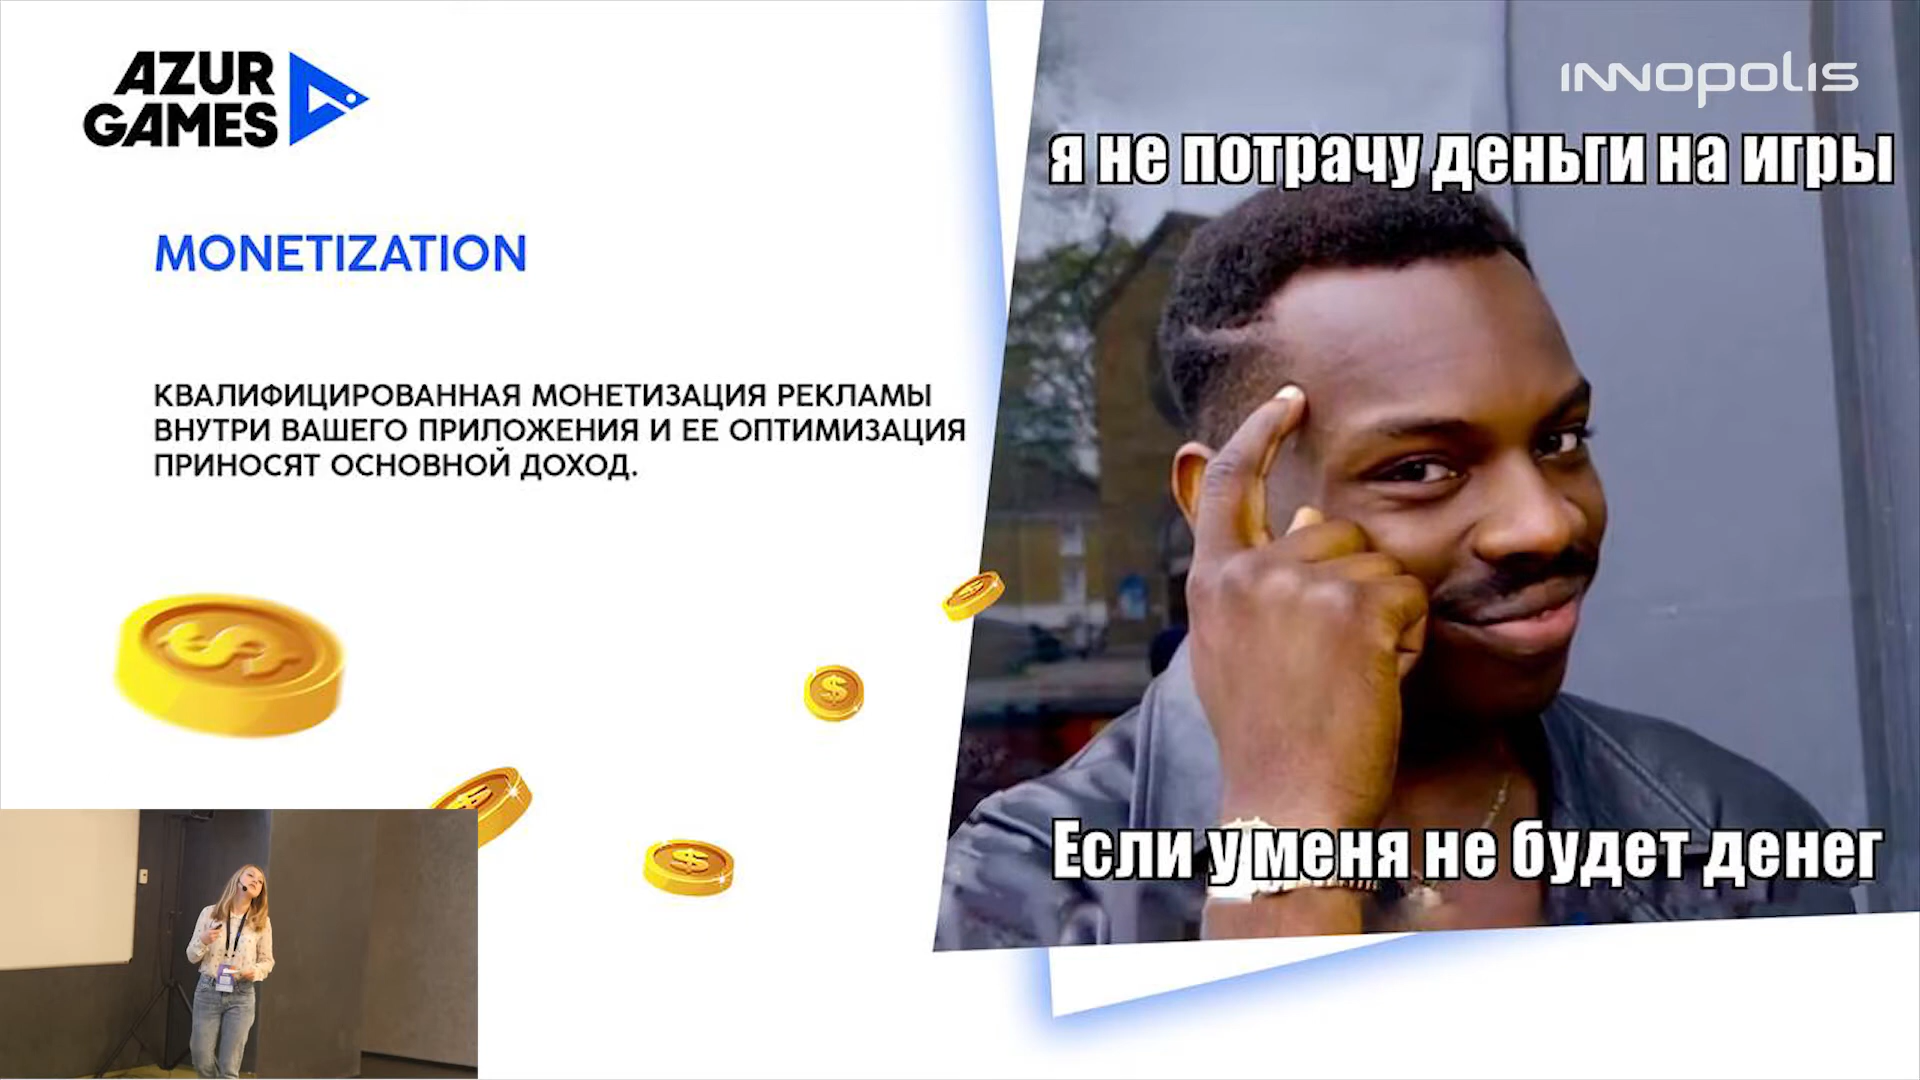 AZUR
GAMES
INNOPOLIS
MONETIZATION
КВАЛИФИЦИРОВАННАЯ МОНЕТИЗАЦИЯ РЕКЛАМЫ
ВНУТРИ ВАШЕГО ПРИЛОЖЕНИЯ И ЕЕ ОПТИМИЗАЦИЯ
ПРИНОСЯТ ОСНОВНОЙ ДОХОД.
я не потрачу деньги на игры
Если у меня не будет денег